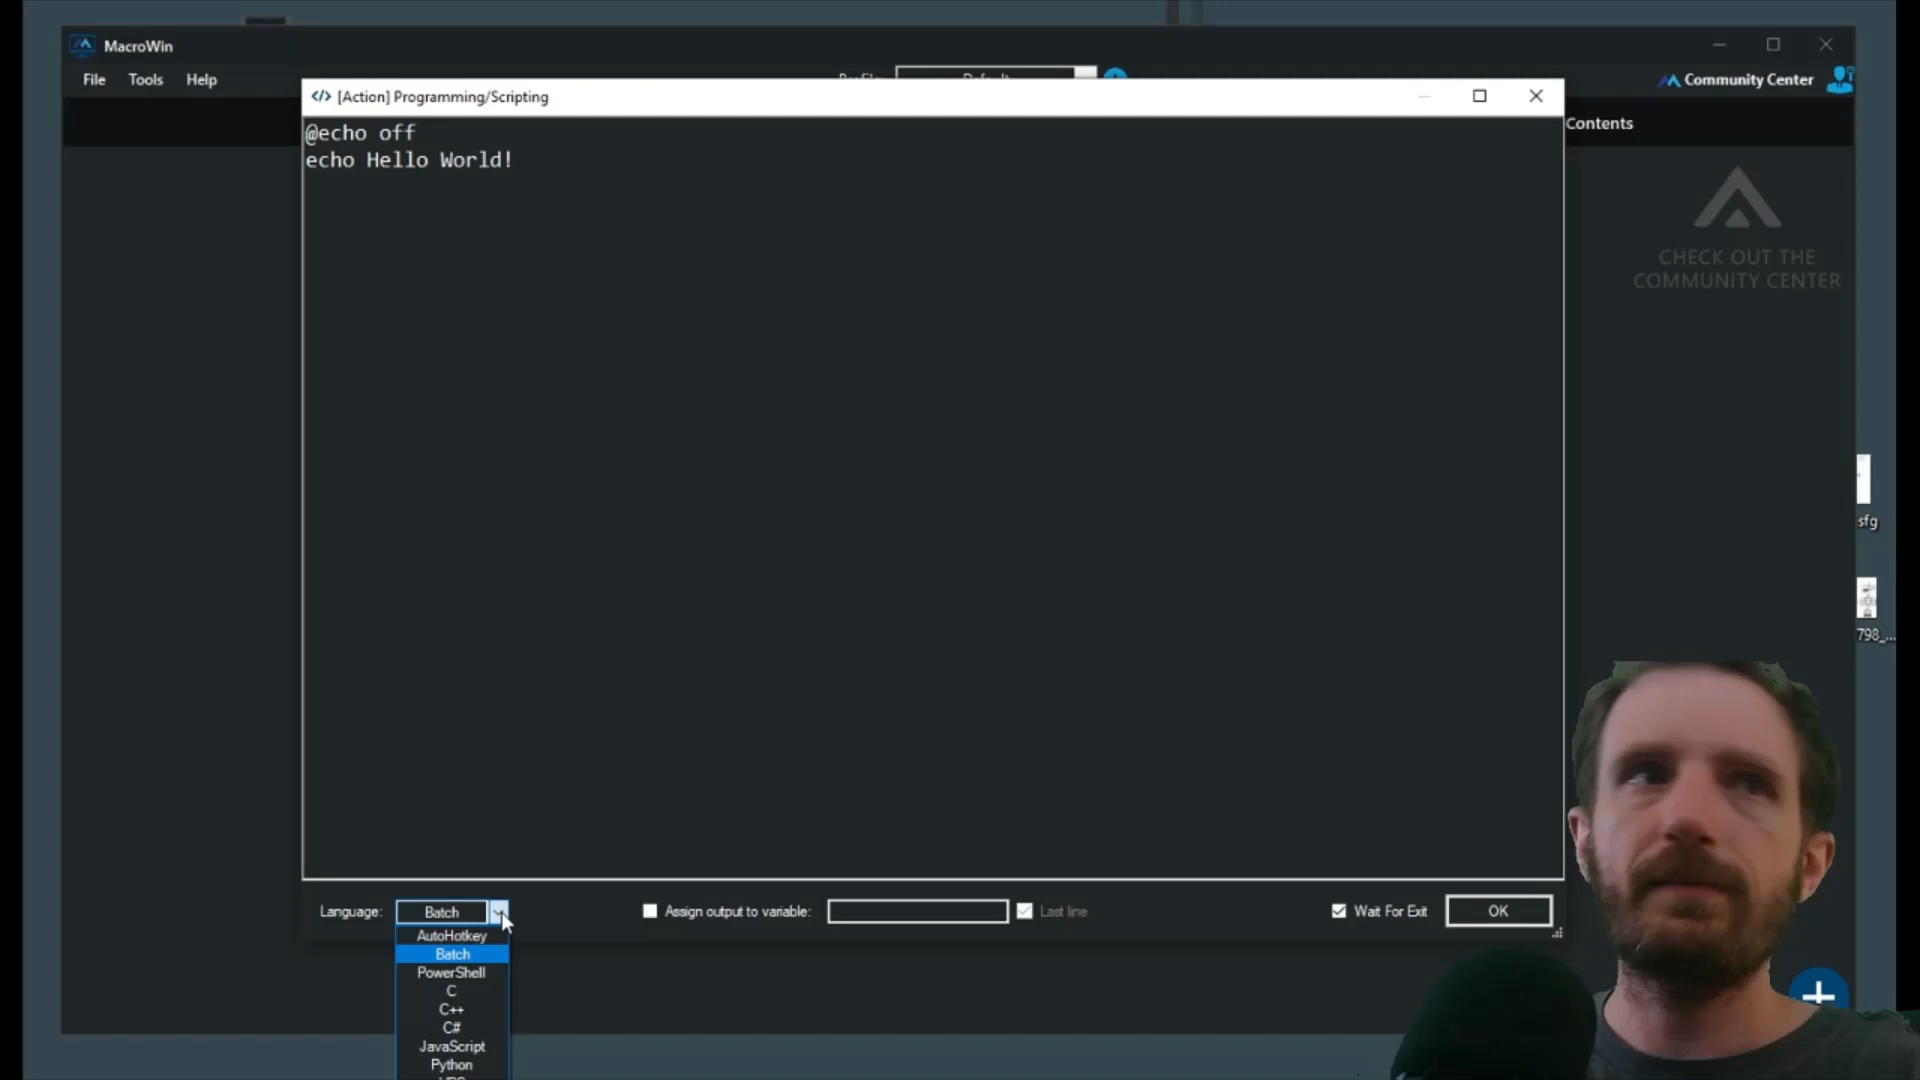 MacroWin
File Tools Help
Default
Community Center
[Action] Programming/Scripting
Contents
@echo off
echo Hello World!
CHECK OUT THE
COMMUNITY CENTER
sfg
798_...
Language: Batch
Assign output to variable:
Last line
Wait For Exit
OK
AutoHotkey
Batch
PowerShell
C
C++
C#
JavaScript
Python